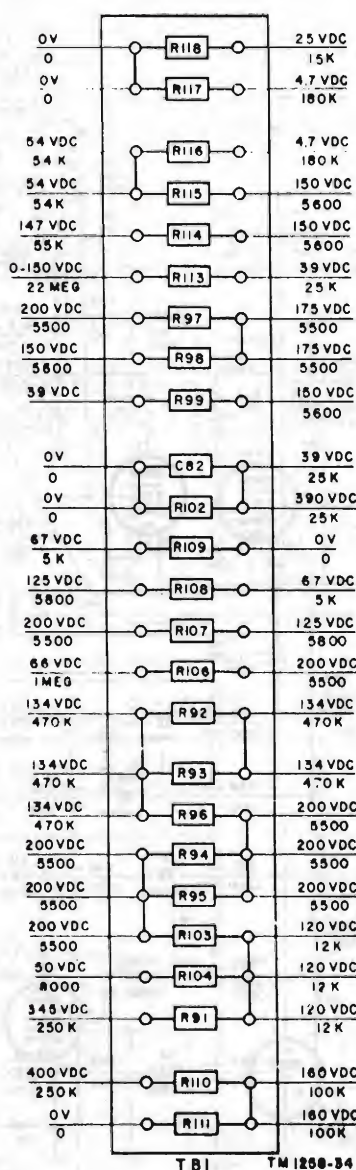 0V R118 25 VDC
0 15K
0V R117 4.7 VDC
0 180K
54 VDC R116 4.7 VDC
54 K 180 K
54 VDC R115 150 VDC
54K 5600
147 VDC R114 150 VDC
55K 5600
0-150 VDC R113 39 VDC
22 MEG 25 K
200 VDC R97 175 VDC
5500 5500
150 VDC R98 175 VDC
5600 5500
39 VDC R99 150 VDC
5600
0V C82 39 VDC
0 25 K
0V R102 390 VDC
0 25K
67 VDC R109 0V
5 K 0
125 VDC R108 67 VDC
5800 5 K
200 VDC R107 125 VDC
5500 5800
66 VDC R106 200 VDC
1MEG 5500
134 VDC R92 134 VDC
470 K 470 K
134 VDC R93 134 VDC
470 K 470 K
134 VDC R96 200 VDC
470 K 5500
200 VDC R94 200 VDC
5500 5500
200 VDC R95 200 VDC
5500 5500
200 VDC R103 120 VDC
5500 12 K
50 VDC R104 120 VDC
8000 12 K
345 VDC R91 120 VDC
250 K 12 K
400 VDC R110 166 VDC
250K 100K
0V R111 160 VDC
0 100K
TB1 TM 1258-34